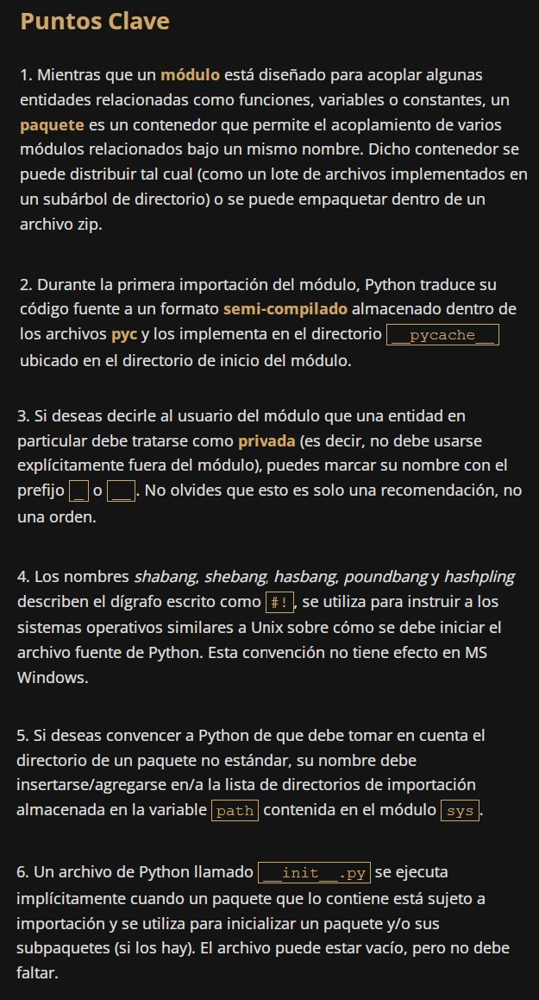 Puntos Clave
1. Mientras que un módulo está diseñado para acoplar algunas
entidades relacionadas como funciones, variables o constantes, un
paquete es un contenedor que permite el acoplamiento de varios
módulos relacionados bajo un mismo nombre. Dicho contenedor se
puede distribuir tal cual (como un lote de archivos implementados en
un subárbol de directorio) o se puede empaquetar dentro de un
archivo zip.
2. Durante la primera importación del módulo, Python traduce su
código fuente a un formato semi-compilado almacenado dentro de
los archivos pyc y los implementa en el directorio __pycache__
ubicado en el directorio de inicio del módulo.
3. Si deseas decirle al usuario del módulo que una entidad en
particular debe tratarse como privada (es decir, no debe usarse
explícitamente fuera del módulo), puedes marcar su nombre con el
prefijo _ o __. No olvides que esto es solo una recomendación, no
una orden.
4. Los nombres shabang, shebang, hasbang, poundbang y hashpling
describen el dígrafo escrito como #!, se utiliza para instruir a los
sistemas operativos similares a Unix sobre cómo se debe iniciar el
archivo fuente de Python. Esta convención no tiene efecto en MS
Windows.
5. Si deseas convencer a Python de que debe tomar en cuenta el
directorio de un paquete no estándar, su nombre debe
insertarse/agregarse en/a la lista de directorios de importación
almacenada en la variable path contenida en el módulo sys.
6. Un archivo de Python llamado __init__.py se ejecuta
implícitamente cuando un paquete que lo contiene está sujeto a
importación y se utiliza para inicializar un paquete y/o sus
subpaquetes (si los hay). El archivo puede estar vacío, pero no debe
faltar.